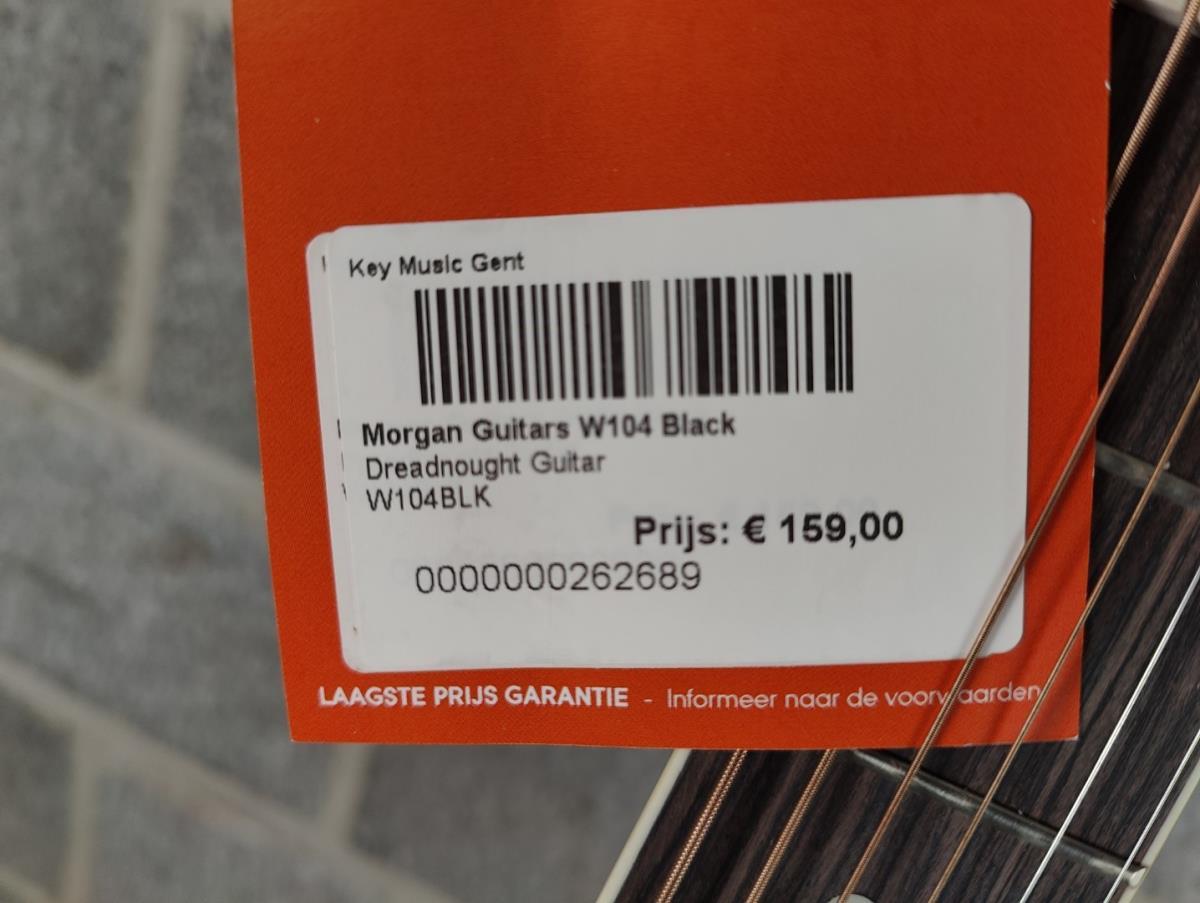 Key Music Gent
Morgan Guitars W104 Black
Dreadnought Guitar
W104BLK
Prijs: € 159,00
0000000262689
LAAGSTE PRIJS GARANTIE - Informeer naar de voorwaarden